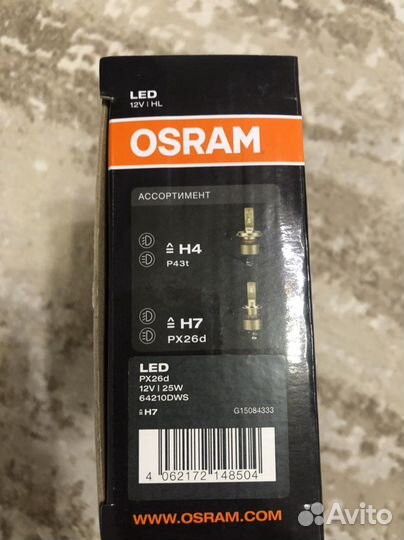 LED
12V | HL
OSRAM
АССОРТИМЕНТ
≙ H4
P43t
≙ H7
PX26d
LED
PX26d
12V | 25W
64210DWS
≙ H7
G15084333
4 062172 148504
WWW.OSRAM.COM
Avito